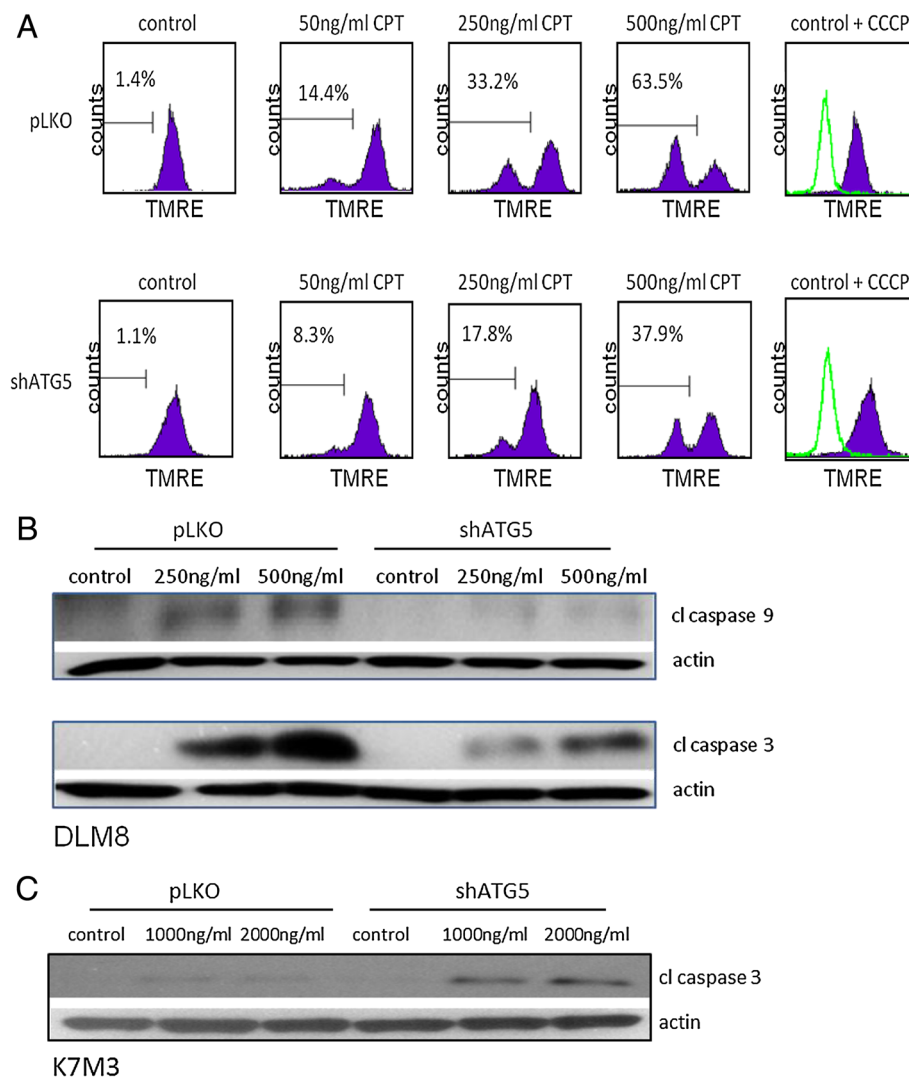 A
control 50ng/ml CPT 250ng/ml CPT 500ng/ml CPT control + CCCP
pLKO
counts 1.4% counts 14.4% counts 33.2% counts 63.5% counts
TMRE TMRE TMRE TMRE TMRE
control 50ng/ml CPT 250ng/ml CPT 500ng/ml CPT control + CCCP
shATG5
counts 1.1% counts 8.3% counts 17.8% counts 37.9% counts
TMRE TMRE TMRE TMRE TMRE
B
pLKO shATG5
control 250ng/ml 500ng/ml control 250ng/ml 500ng/ml
cl caspase 9
actin
cl caspase 3
actin
DLM8
C
pLKO shATG5
control 1000ng/ml 2000ng/ml control 1000ng/ml 2000ng/ml
cl caspase 3
actin
K7M3